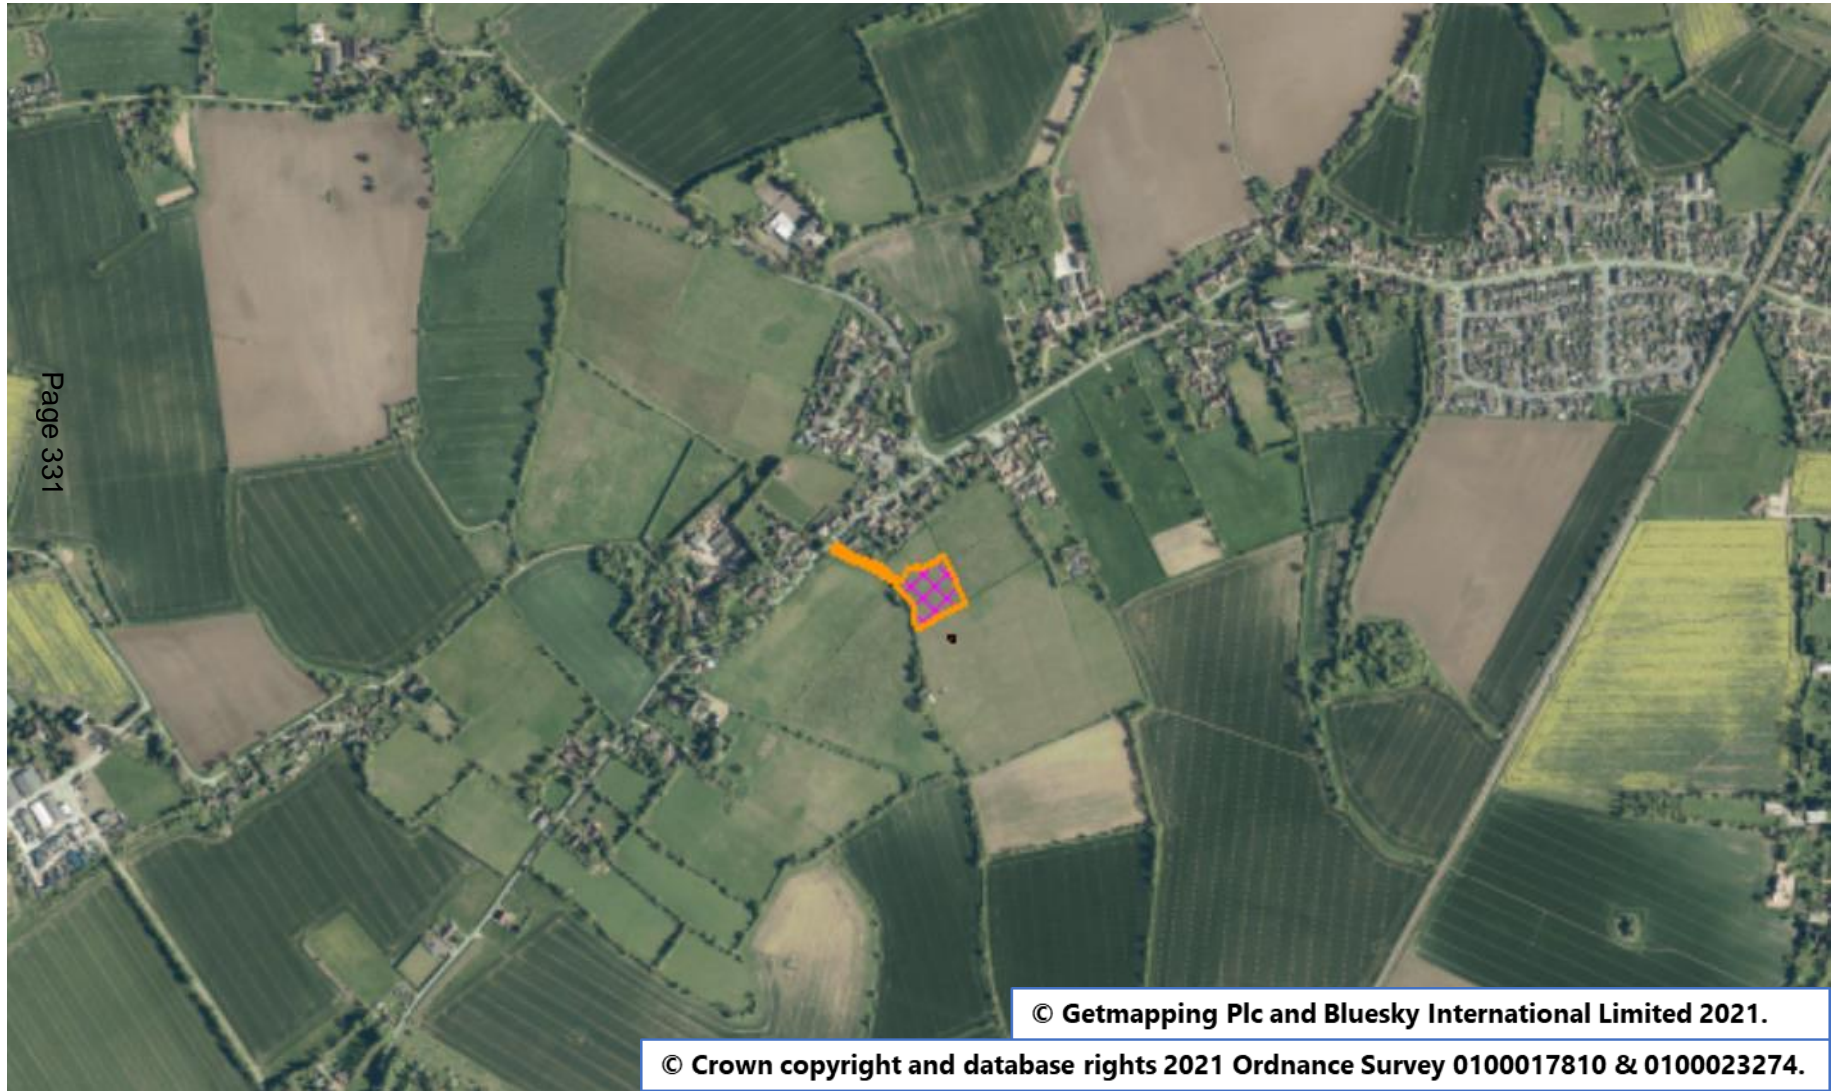 Page 331
© Getmapping Plc and Bluesky International Limited 2021.
© Crown copyright and database rights 2021 Ordnance Survey 0100017810 & 0100023274.